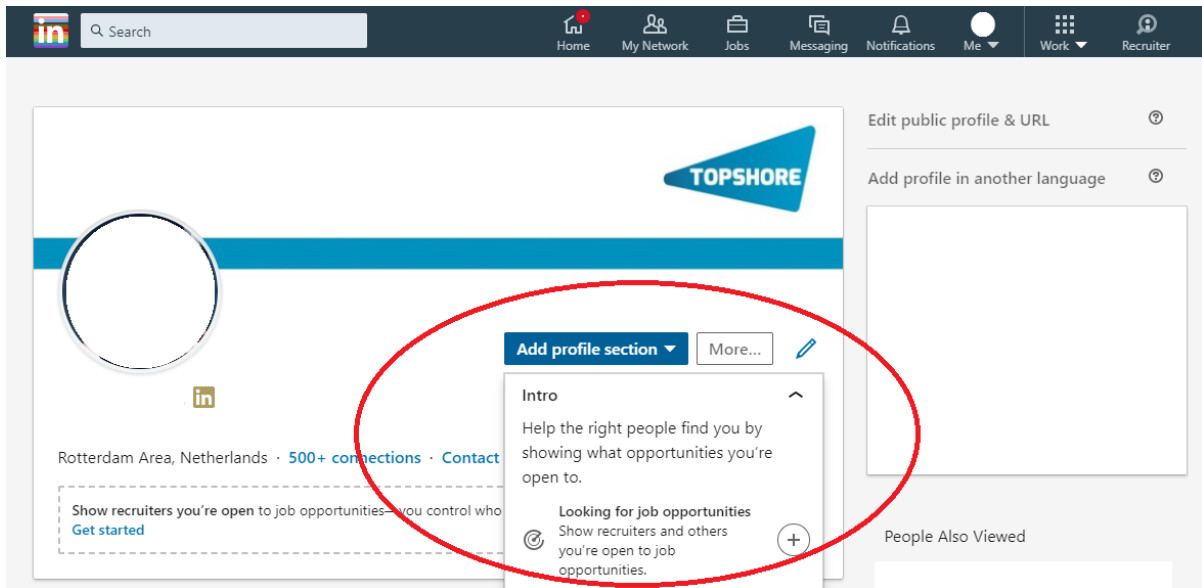 in
Search
Home
My Network
Jobs
Messaging
Notifications
Me
Work
Recruiter
TOPSHORE
Edit public profile & URL
?
Add profile in another language
?
Add profile section
More...
in
Intro
Help the right people find you by
showing what opportunities you're
open to.
Rotterdam Area, Netherlands · 500+ connections · Contact
Show recruiters you're open to job opportunities— you control who
Get started
Looking for job opportunities
Show recruiters and others
you're open to job
opportunities.
People Also Viewed